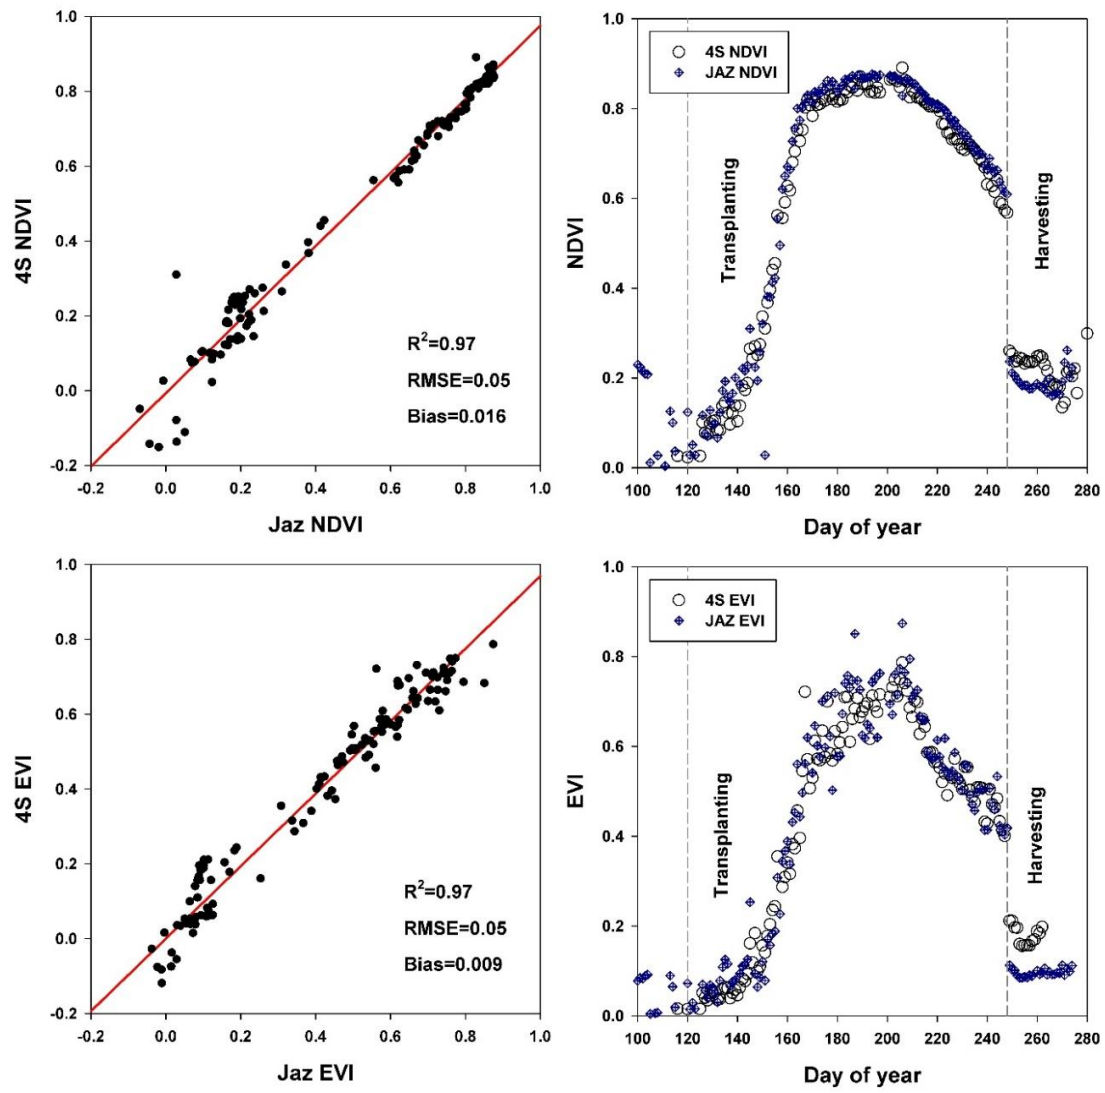 1.0
0.8
0.6
0.4
0.2
0.0
-0.2
4S NDVI
R2=0.97
RMSE=0.05
Bias=0.016
-0.2 0.0 0.2 0.4 0.6 0.8 1.0
Jaz NDVI
1.0
0.8
0.6
0.4
0.2
0.0
NDVI
4S NDVI
JAZ NDVI
Transplanting
Harvesting
100 120 140 160 180 200 220 240 260 280
Day of year
1.0
0.8
0.6
0.4
0.2
0.0
-0.2
4S EVI
R2=0.97
RMSE=0.05
Bias=0.009
-0.2 0.0 0.2 0.4 0.6 0.8 1.0
Jaz EVI
1.0
0.8
0.6
0.4
0.2
0.0
EVI
4S EVI
JAZ EVI
Transplanting
Harvesting
100 120 140 160 180 200 220 240 260 280
Day of year